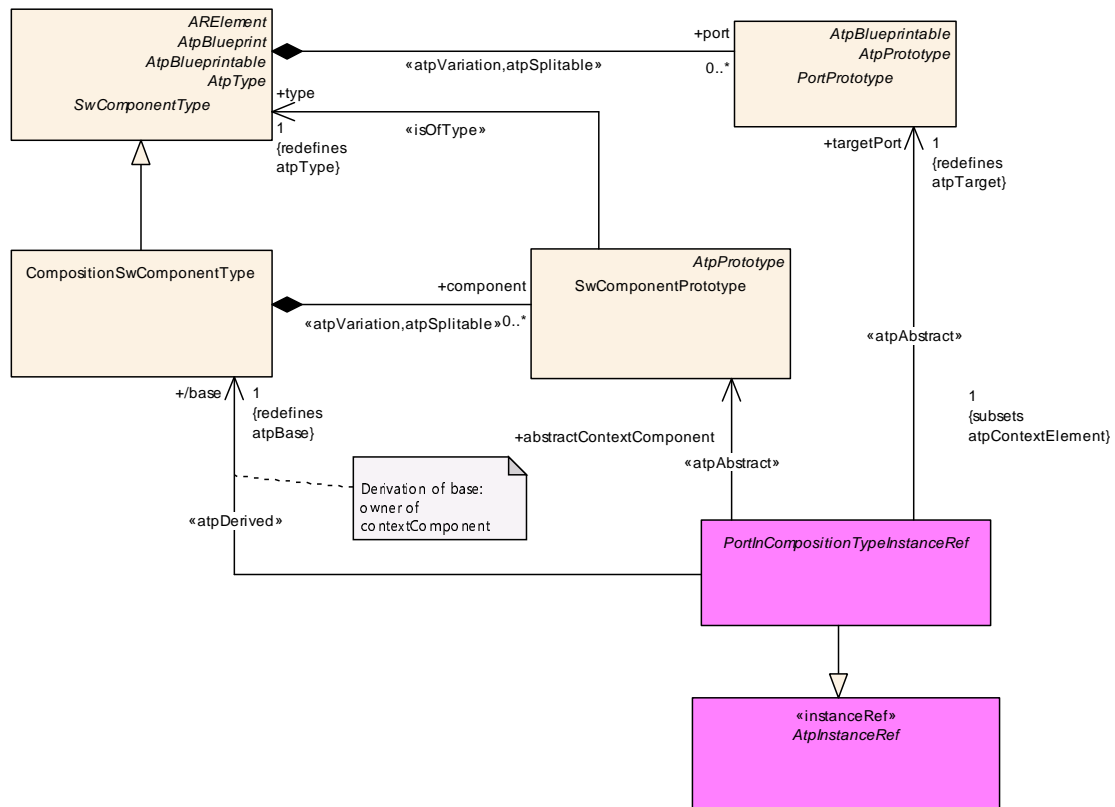 ARElement
AtpBlueprint
AtpBlueprintable
AtpType
SwComponentType
+port
«atpVariation,atpSplitable»
0..*
AtpBlueprintable
AtpPrototype
PortPrototype
+type
1
{redefines
atpType}
«isOfType»
+targetPort
1
{redefines
atpTarget}
CompositionSwComponentType
+component
«atpVariation,atpSplitable»
0..*
AtpPrototype
SwComponentPrototype
«atpAbstract»
+/base
1
{redefines
atpBase}
1
{subsets
atpContextElement}
+abstractContextComponent
«atpAbstract»
Derivation of base:
owner of
contextComponent
«atpDerived»
PortInCompositionTypeInstanceRef
«instanceRef»
AtpInstanceRef